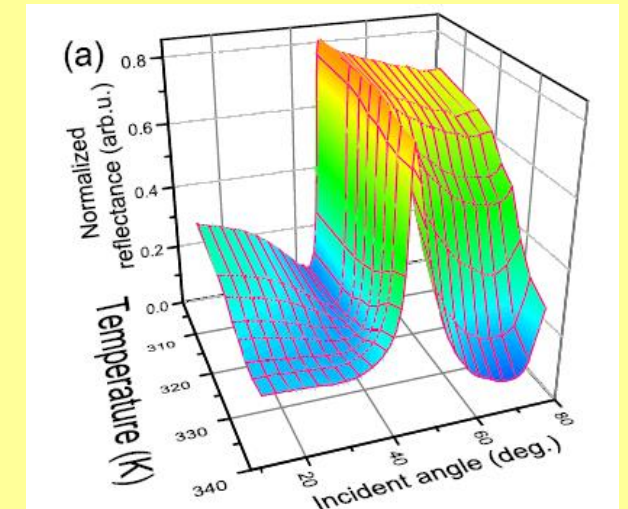 (a)
Normalized
reflectance (arb.u.)
0.8
0.6
0.4
0.2
0.0
Temperature (K)
310
320
330
340
20
40
60
80
Incident angle (deg.)